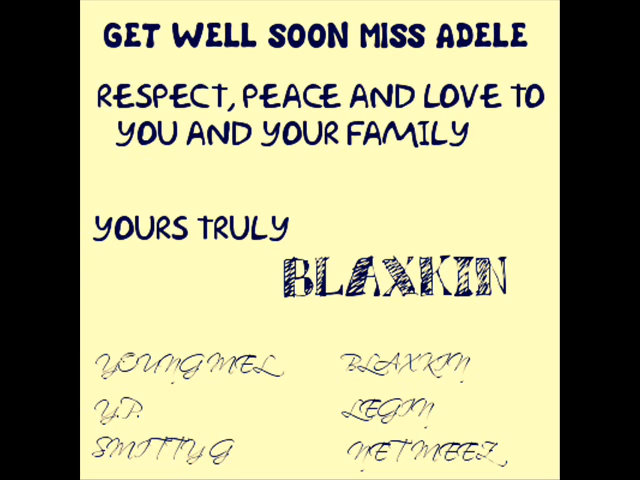 GET WELL SOON MISS ADELE
RESPECT, PEACE AND LOVE TO
YOU AND YOUR FAMILY
YOURS TRULY
BLAXKIN
YOUNG MEL
BLAXKIN
Y.P.
LEGIN
SMITTY G
NETMEEZ